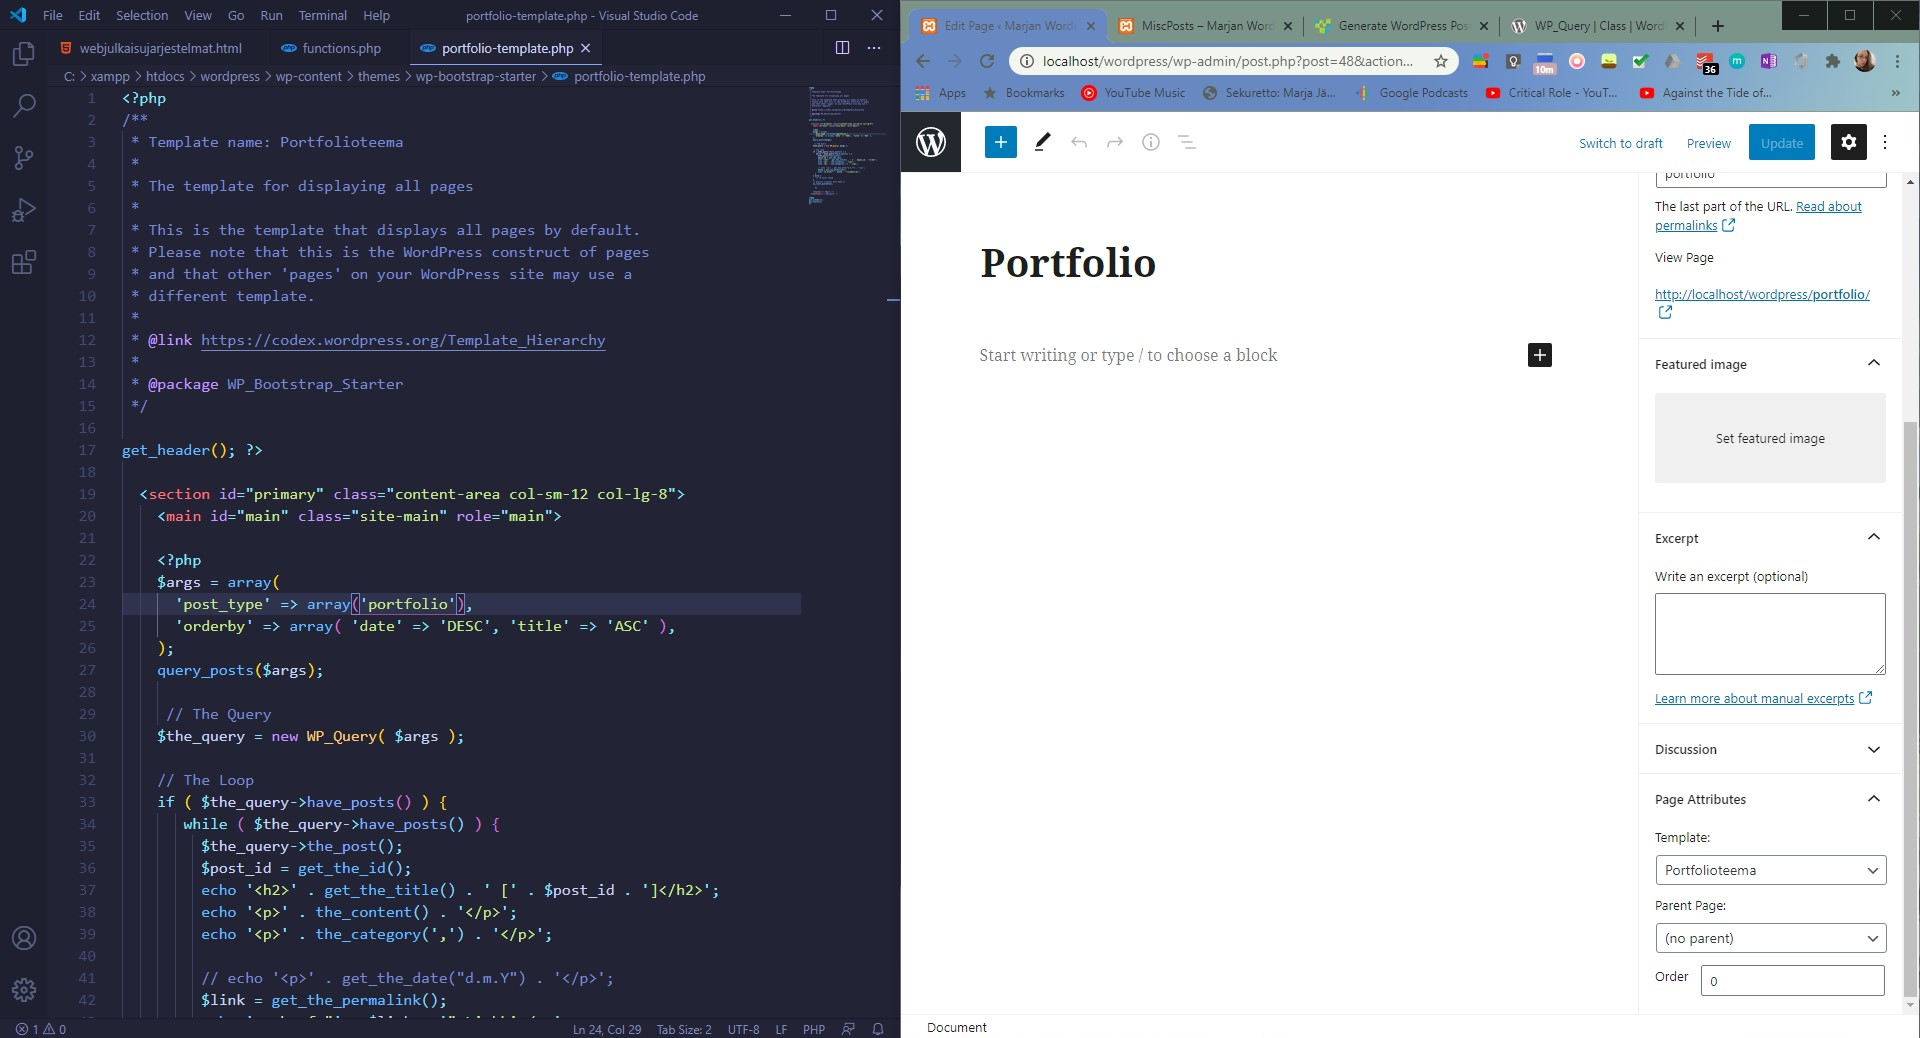 File Edit Selection View Go Run Terminal Help portfolio-template.php - Visual Studio Code
webjulkaisujarjestelmat.html functions.php portfolio-template.php
C: > xampp > htdocs > wordpress > wp-content > themes > wp-bootstrap-starter > portfolio-template.php
1 <?php
2 /**
3 * Template name: Portfolioteema
4 *
5 * The template for displaying all pages
6 *
7 * This is the template that displays all pages by default.
8 * Please note that this is the WordPress construct of pages
9 * and that other 'pages' on your WordPress site may use a
10 * different template.
11 *
12 * @link https://codex.wordpress.org/Template_Hierarchy
13 *
14 * @package WP_Bootstrap_Starter
15 */
16
17 get_header(); ?>
18
19 <section id="primary" class="content-area col-sm-12 col-lg-8">
20 <main id="main" class="site-main" role="main">
21
22 <?php
23 $args = array(
24 'post_type' => array('portfolio'),
25 'orderby' => array( 'date' => 'DESC', 'title' => 'ASC' ),
26 );
27 query_posts($args);
28
29 // The Query
30 $the_query = new WP_Query( $args );
31
32 // The Loop
33 if ( $the_query->have_posts() ) {
34 while ( $the_query->have_posts() ) {
35 $the_query->the_post();
36 $post_id = get_the_id();
37 echo '<h2>' . get_the_title() . ' [' . $post_id . ']</h2>';
38 echo '<p>' . the_content() . '</p>';
39 echo '<p>' . the_category(',') . '</p>';
40
41 // echo '<p>' . get_the_date("d.m.Y") . '</p>';
42 $link = get_the_permalink();
1 0 Ln 24, Col 29 Tab Size: 2 UTF-8 LF PHP
Edit Page ‹ Marjan Word MiscPosts – Marjan Word Generate WordPress Pos WP_Query | Class | Word
localhost/wordpress/wp-admin/post.php?post=48&action...
10m 36
Apps Bookmarks YouTube Music Sekuretto: Marja Jä... Google Podcasts Critical Role - YouT... Against the Tide of... »
Switch to draft Preview Update
portfolio
The last part of the URL. Read about
permalinks
View Page
http://localhost/wordpress/portfolio/
Portfolio
Start writing or type / to choose a block
Featured image
Set featured image
Excerpt
Write an excerpt (optional)
Learn more about manual excerpts
Discussion
Page Attributes
Template:
Portfolioteema
Parent Page:
(no parent)
Order 0
Document